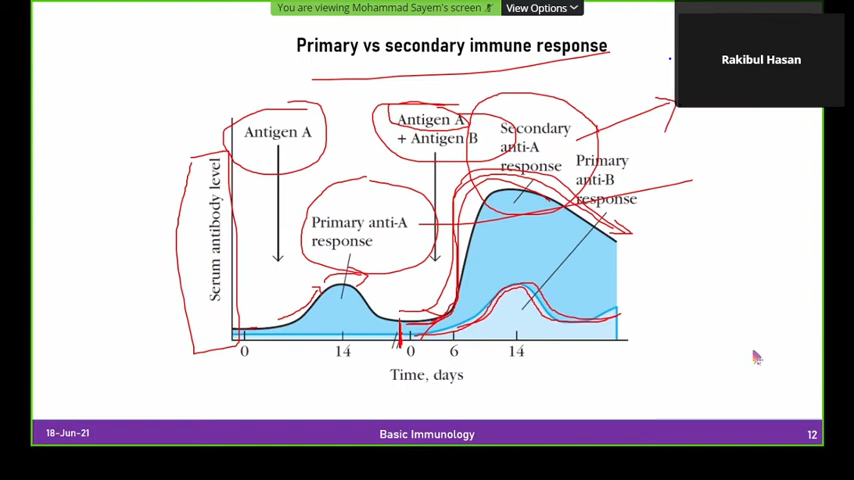 You are viewing Mohammad Sayem's screen
View Options
Rakibul Hasan
Primary vs secondary immune response
Antigen A
Antigen A
+ Antigen B
Secondary
anti-A
response
Primary
anti-B
response
Primary anti-A
response
Serum antibody level
0
14
0
6
14
Time, days
18-Jun-21
Basic Immunology
12